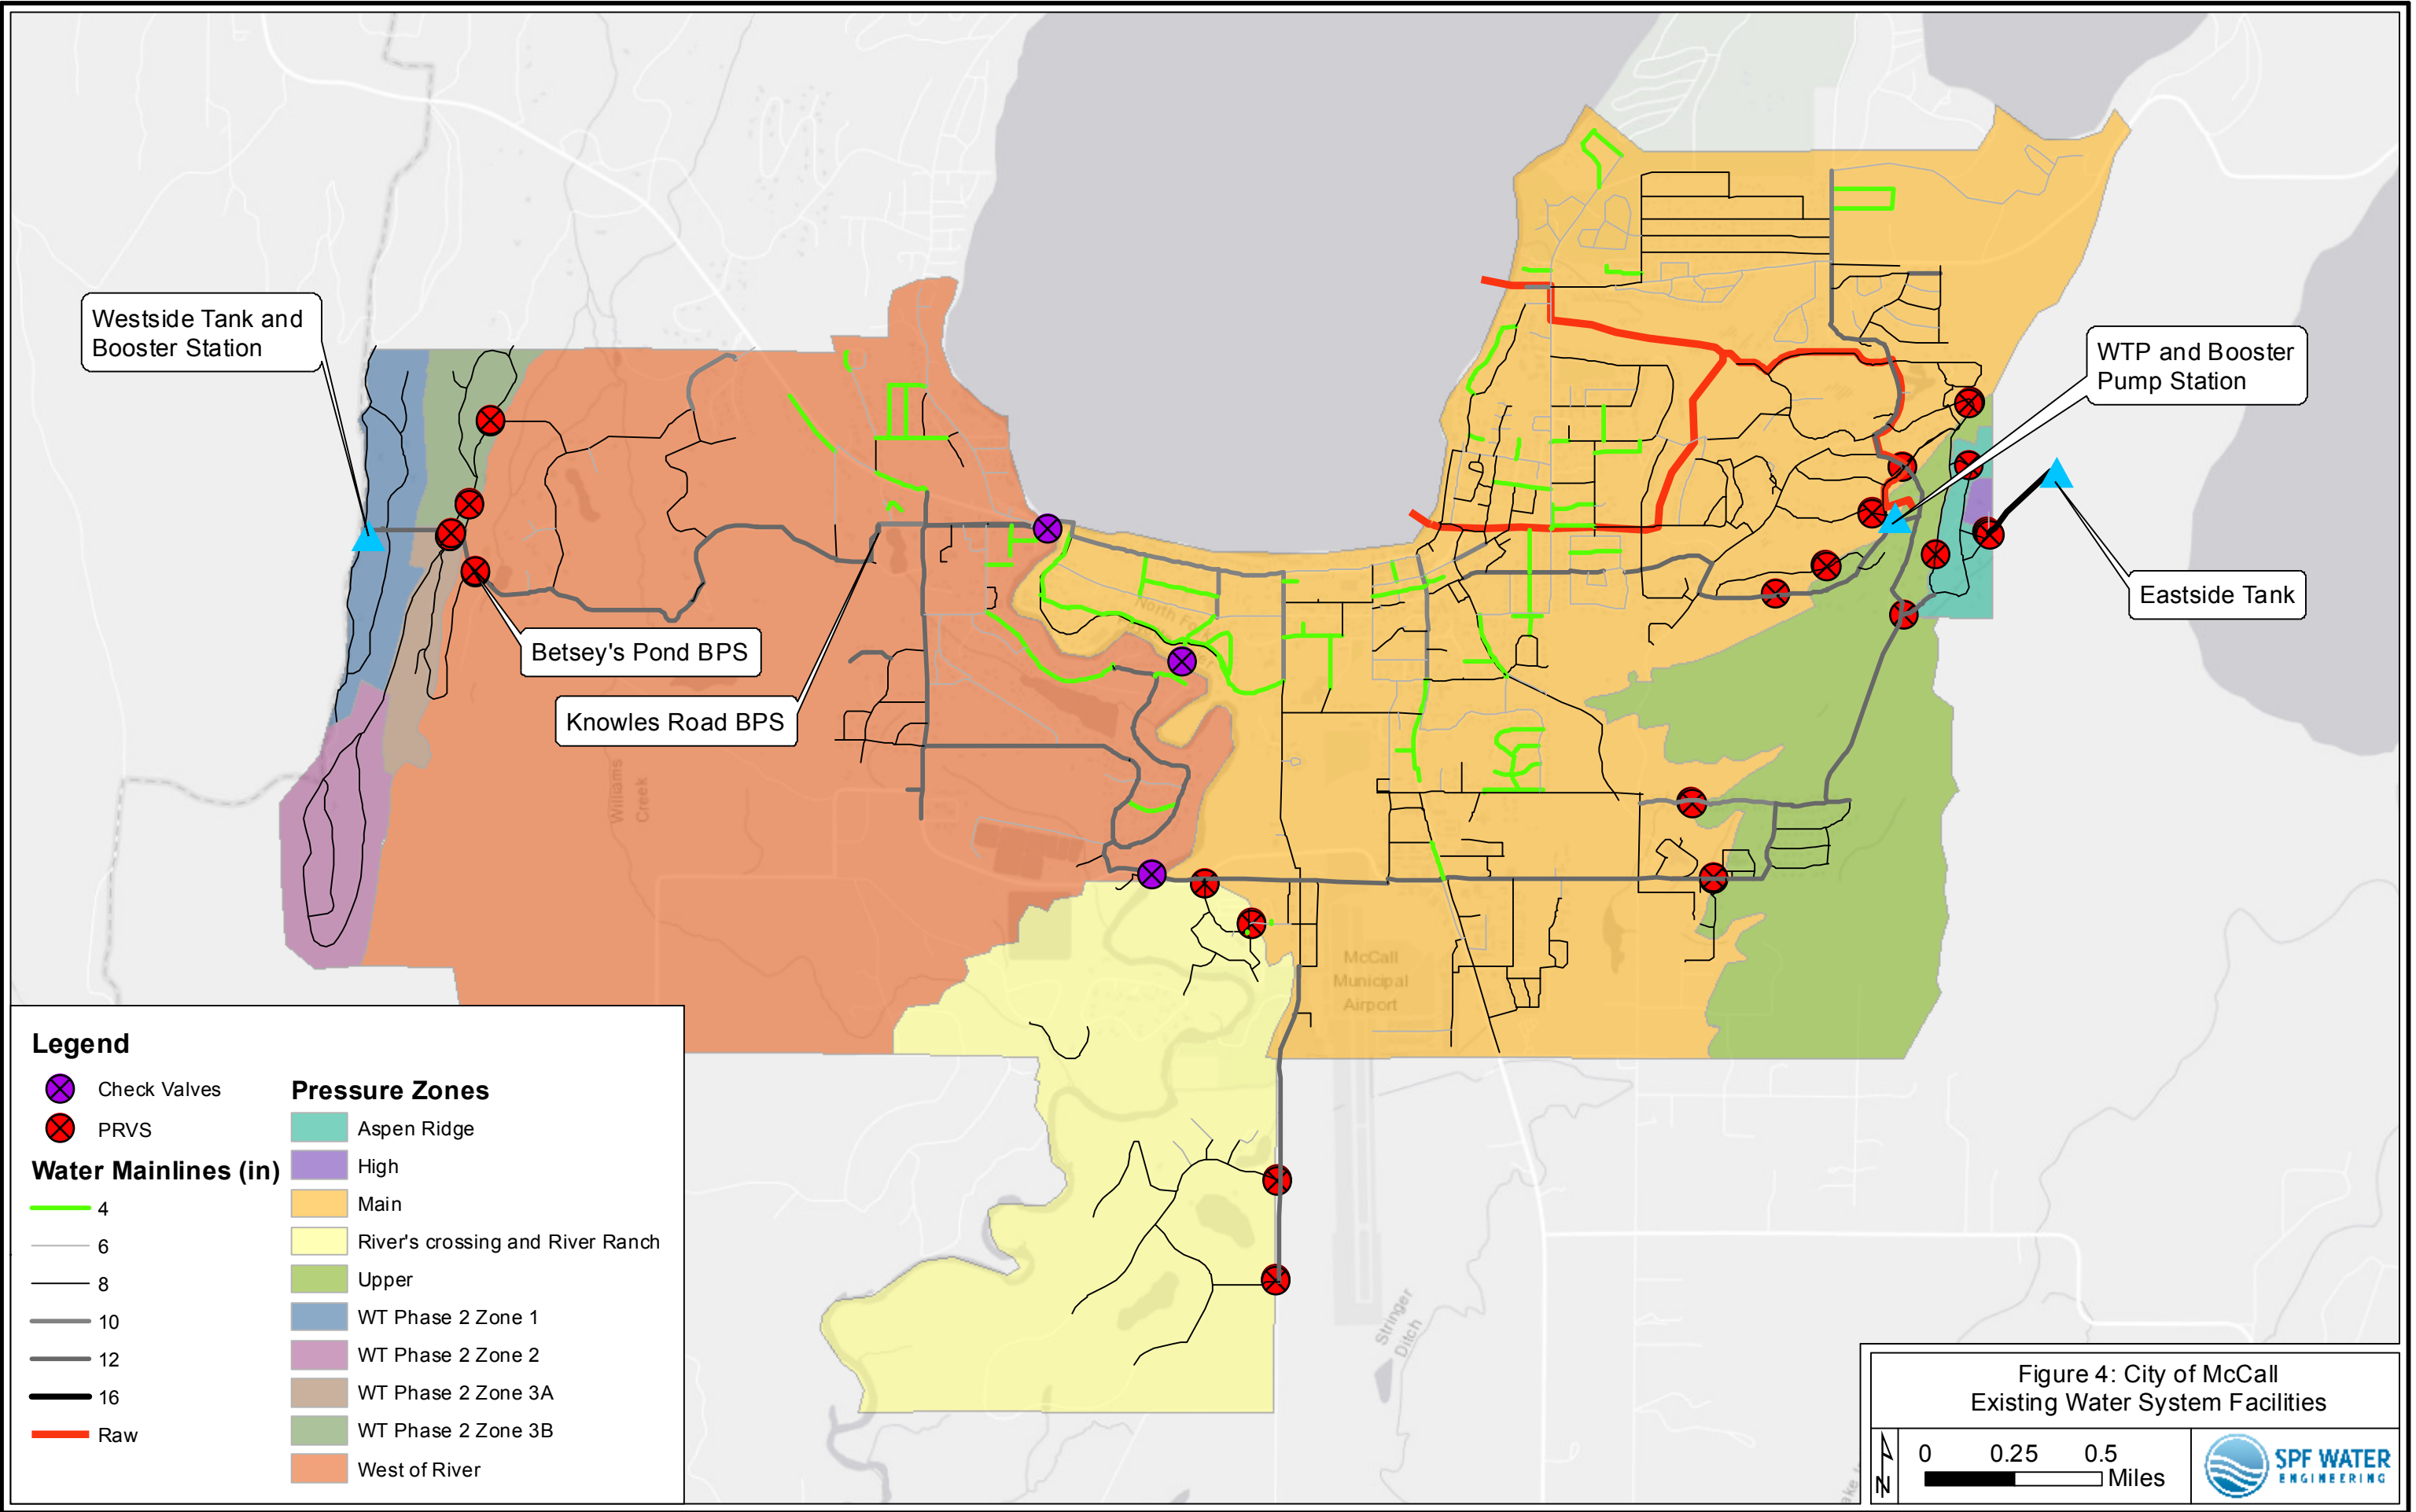 Westside Tank and
Booster Station
WTP and Booster
Pump Station
Eastside Tank
Betsey's Pond BPS
Knowles Road BPS
North Fork
Williams
Creek
McCall
Municipal
Airport
Stringer
Ditch
Legend
Check Valves
PRVS
Water Mainlines (in)
4
6
8
10
12
16
Raw
Pressure Zones
Aspen Ridge
High
Main
River's crossing and River Ranch
Upper
WT Phase 2 Zone 1
WT Phase 2 Zone 2
WT Phase 2 Zone 3A
WT Phase 2 Zone 3B
West of River
Figure 4: City of McCall
Existing Water System Facilities
N
0 0.25 0.5
Miles
SPF WATER
ENGINEERING